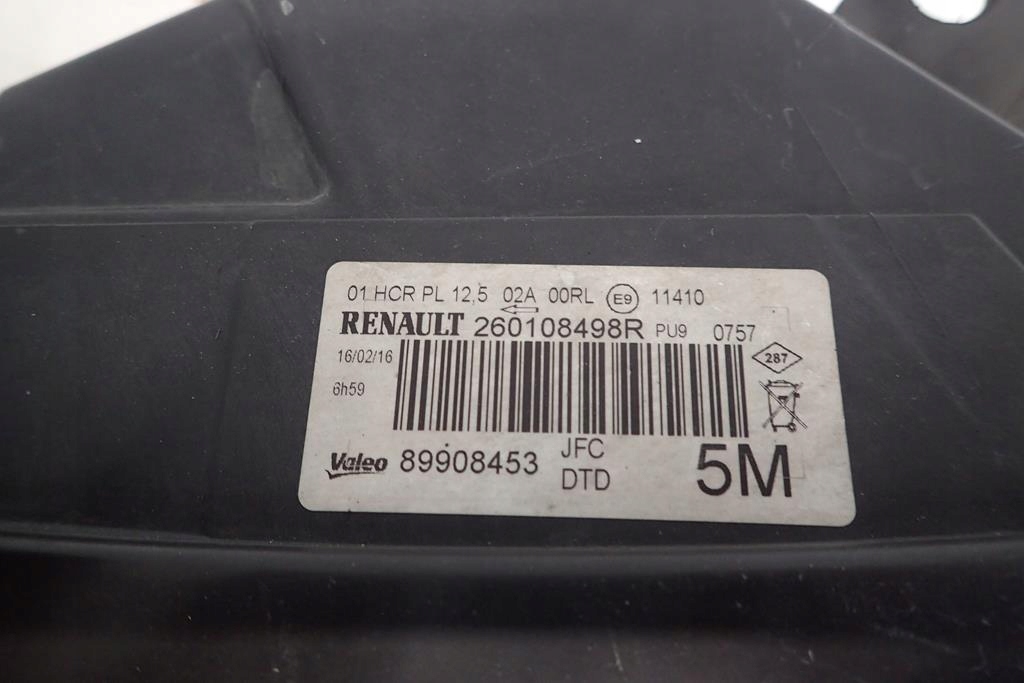 01 HCR PL 12,5 02A 00RL E9 11410
RENAULT 260108498R PU9 0757
16/02/16
287
6h59
Valeo 89908453 JFC
DTD
5M